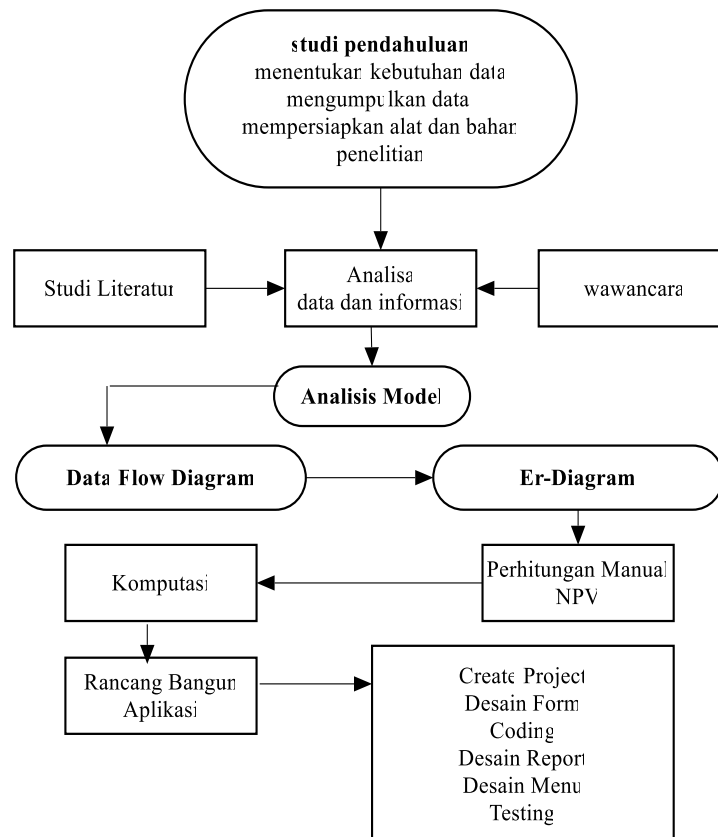 studi pendahuluan
menentukan kebutuhan data
mengumpulkan data
mempersiapkan alat dan bahan
penelitian
Studi Literatur
Analisa
data dan informasi
wawancara
Analisis Model
Data Flow Diagram
Er-Diagram
Komputasi
Perhitungan Manual
NPV
Rancang Bangun
Aplikasi
Create Project
Desain Form
Coding
Desain Report
Desain Menu
Testing